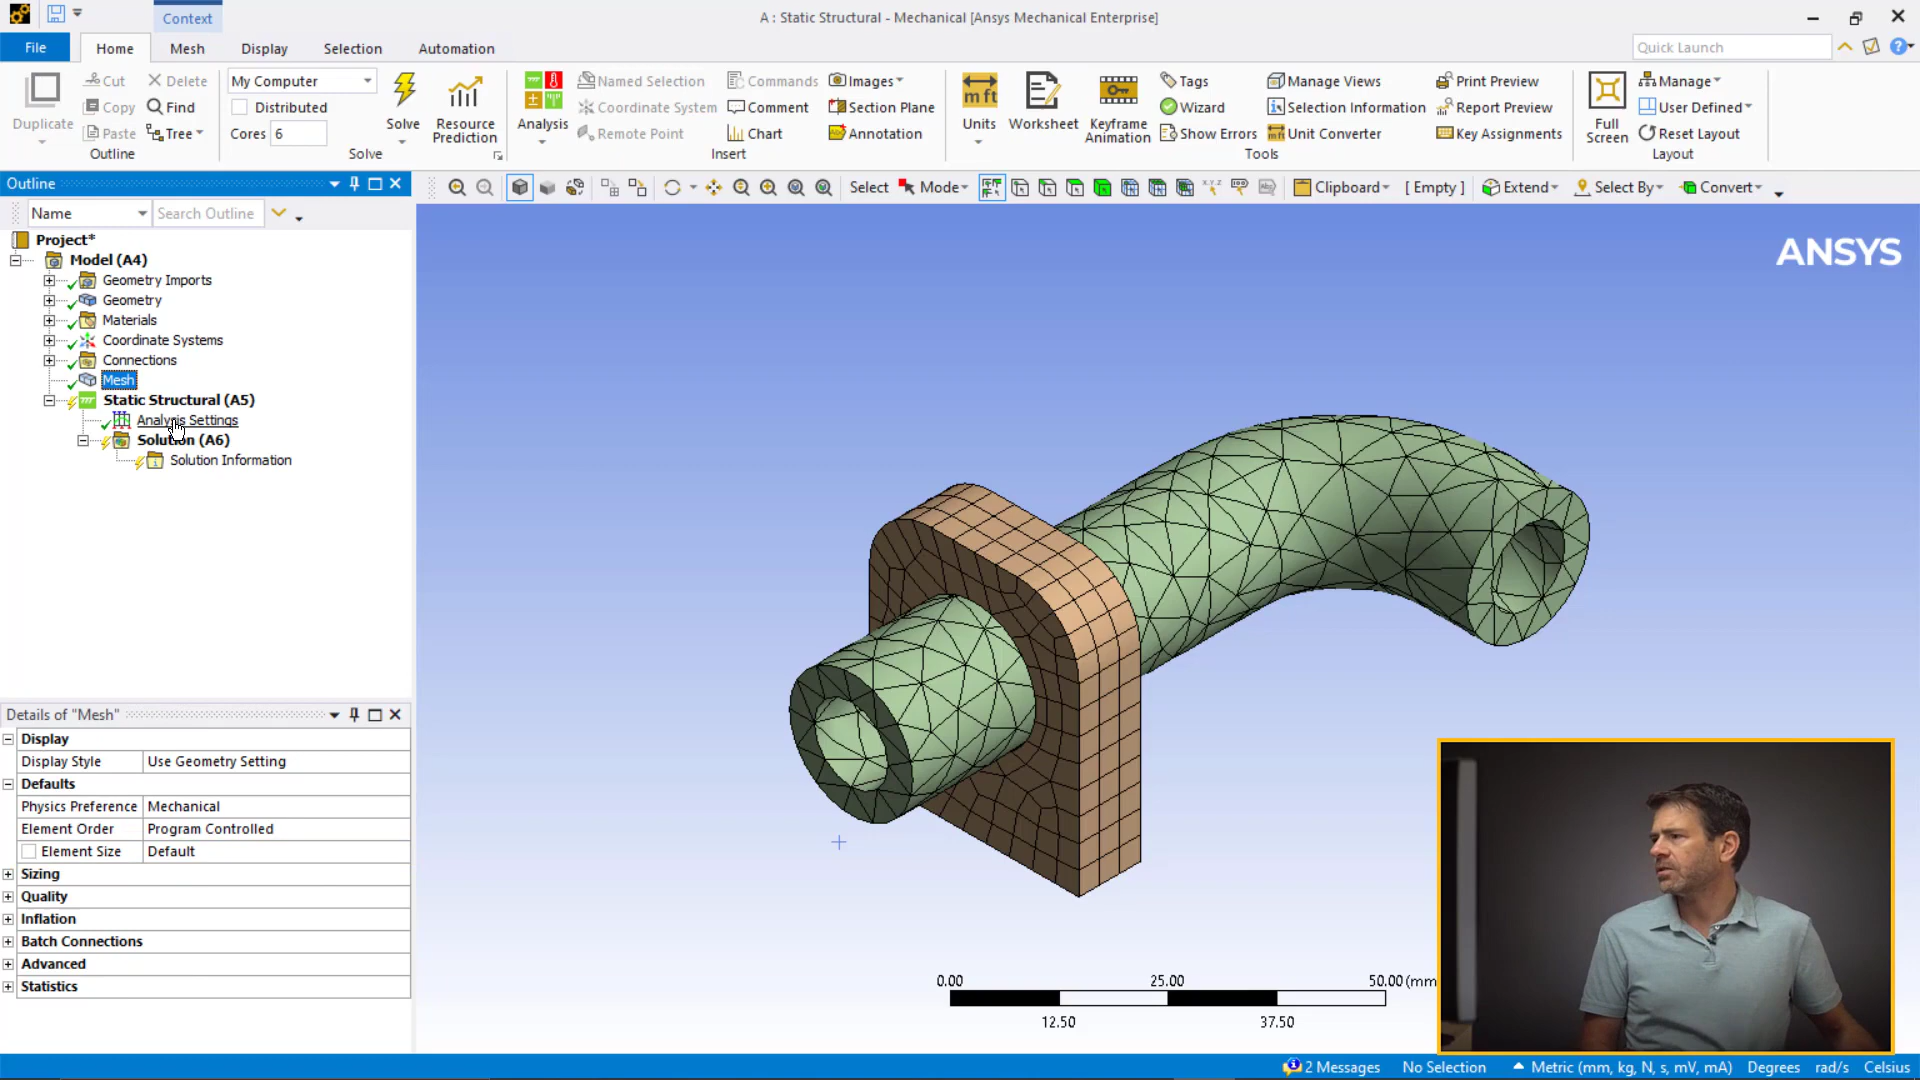 Context
A : Static Structural - Mechanical [Ansys Mechanical Enterprise]
File Home Mesh Display Selection Automation
Quick Launch
Duplicate
Cut
Delete
Copy
Find
Paste
Tree
Outline
My Computer
Distributed
Cores 6
Solve
Resource Prediction
Solve
Analysis
Named Selection
Coordinate System
Remote Point
Commands
Comment
Chart
Images
Section Plane
Annotation
Insert
mft
Units
Worksheet
Keyframe Animation
Tags
Wizard
Show Errors
Manage Views
Selection Information
Unit Converter
Print Preview
Report Preview
Key Assignments
Tools
Full Screen
Manage
User Defined
Reset Layout
Layout
Outline
Name
Search Outline
Select Mode
Clipboard [ Empty ] Extend Select By Convert
Project*
Model (A4)
Geometry Imports
Geometry
Materials
Coordinate Systems
Connections
Mesh
Static Structural (A5)
Analysis Settings
Solution (A6)
Solution Information
ANSYS
Details of "Mesh"
Display
Display Style Use Geometry Setting
Defaults
Physics Preference Mechanical
Element Order Program Controlled
Element Size Default
Sizing
Quality
Inflation
Batch Connections
Advanced
Statistics
0.00 25.00 50.00 (mm
12.50 37.50
2 Messages No Selection Metric (mm, kg, N, s, mV, mA) Degrees rad/s Celsius